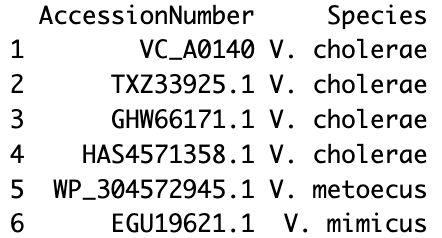 AccessionNumber Species
1 VC_A0140 V. cholerae
2 TXZ33925.1 V. cholerae
3 GHW66171.1 V. cholerae
4 HAS4571358.1 V. cholerae
5 WP_304572945.1 V. metoecus
6 EGU19621.1 V. mimicus